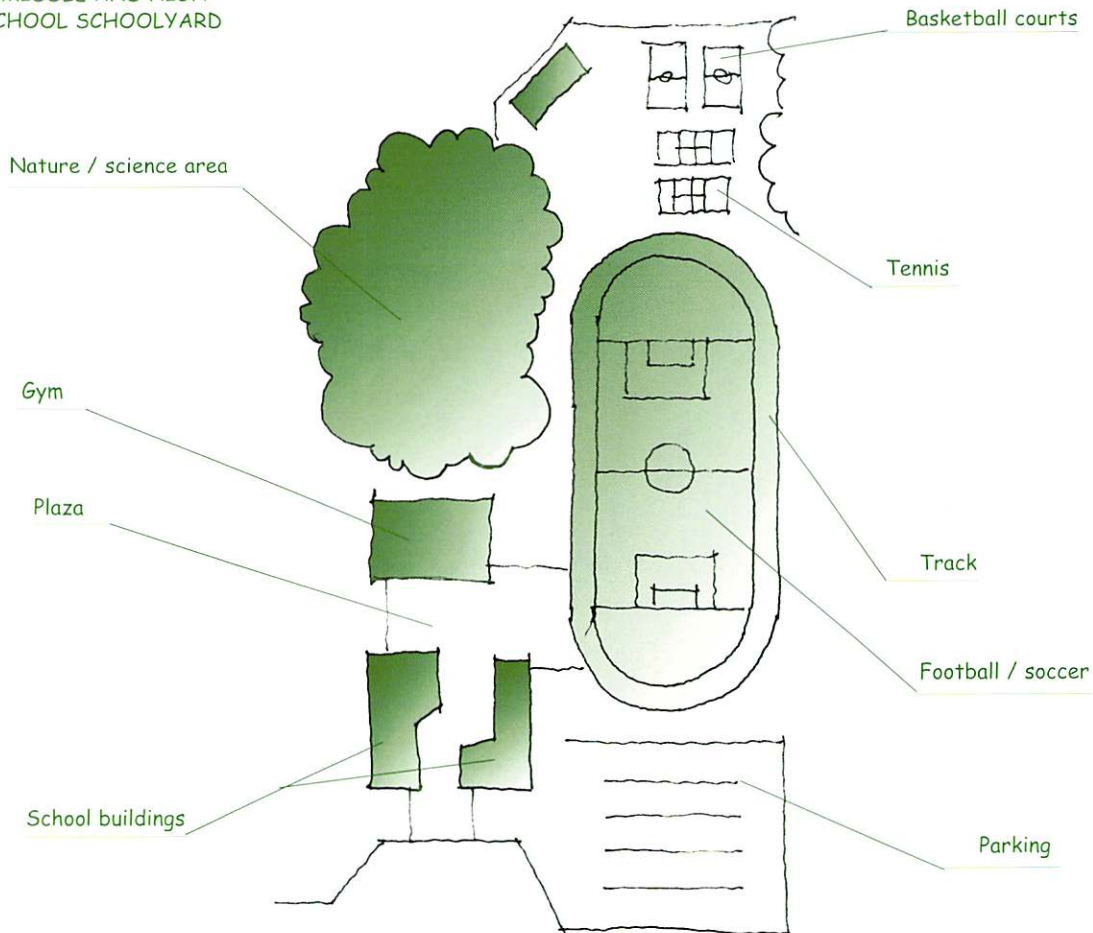 CHOOL SCHOOLYARD
Basketball courts
Nature / science area
Tennis
Gym
Plaza
Track
Football / soccer
School buildings
Parking